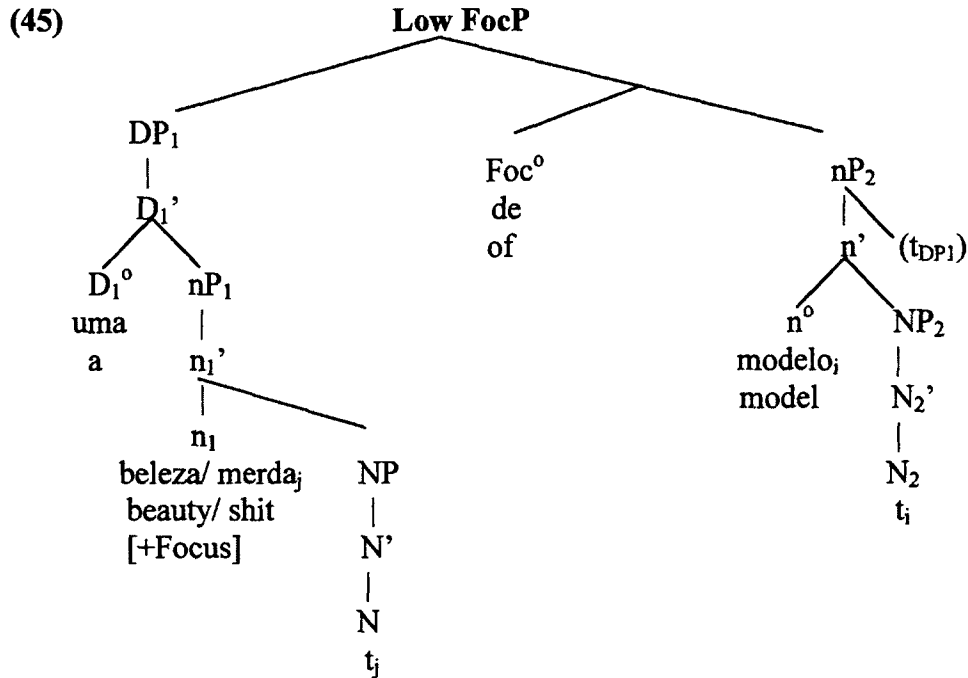 (45) Low FocP
DP₁
Foc° nP₂
D₁’ de
of n’ (t_DP1)
D₁° nP₁
uma n° NP₂
a n₁’ modeloᵢ
model N₂’
n₁
beleza/ merdaⱼ NP N₂
beauty/ shit tᵢ
[+Focus] N’
N
tⱼ